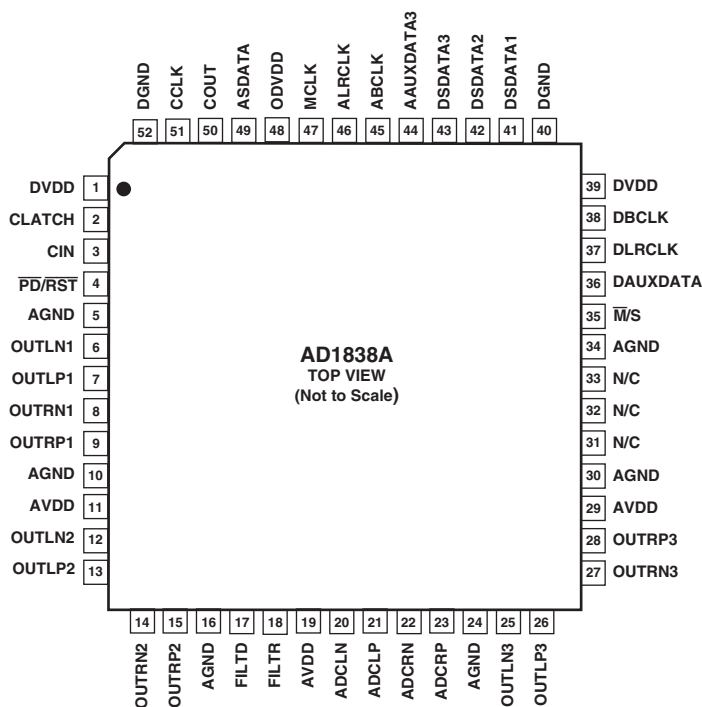 DGND
CCLK
COUT
ASDATA
ODVDD
MCLK
ALRCLK
ABCLK
AAUXDATA3
DSDATA3
DSDATA2
DSDATA1
DGND
52 51 50 49 48 47 46 45 44 43 42 41 40
DVDD 1
CLATCH 2
CIN 3
PD/RST 4
AGND 5
OUTLN1 6
OUTLP1 7
OUTRN1 8
OUTRP1 9
AGND 10
AVDD 11
OUTLN2 12
OUTLP2 13
AD1838A
TOP VIEW
(Not to Scale)
39 DVDD
38 DBCLK
37 DLRCLK
36 DAUXDATA
35 M/S
34 AGND
33 N/C
32 N/C
31 N/C
30 AGND
29 AVDD
28 OUTRP3
27 OUTRN3
14 15 16 17 18 19 20 21 22 23 24 25 26
OUTRN2
OUTRP2
AGND
FILTD
FILTR
AVDD
ADCLN
ADCLP
ADCRN
ADCRP
AGND
OUTLN3
OUTLP3